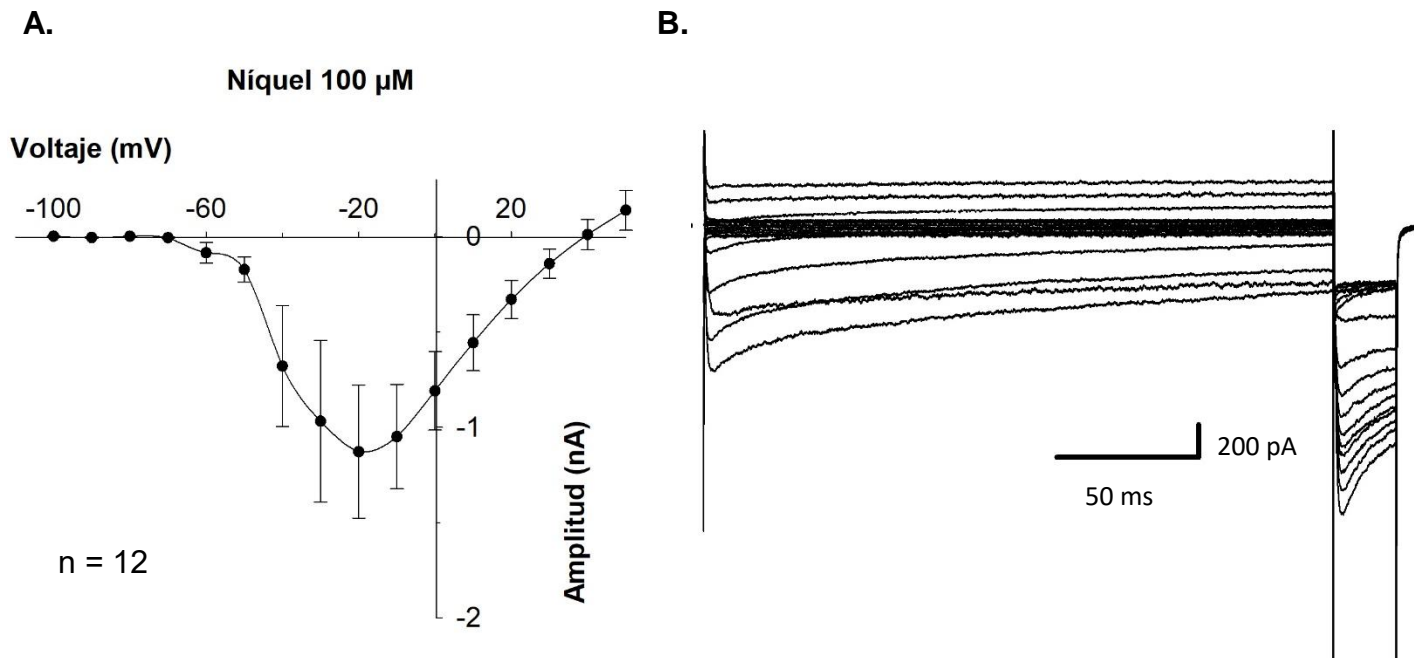 A.
B.
Níquel 100 µM
Voltaje (mV)
-100 -60 -20 20
0
-1
-2
Amplitud (nA)
n = 12
200 pA
50 ms